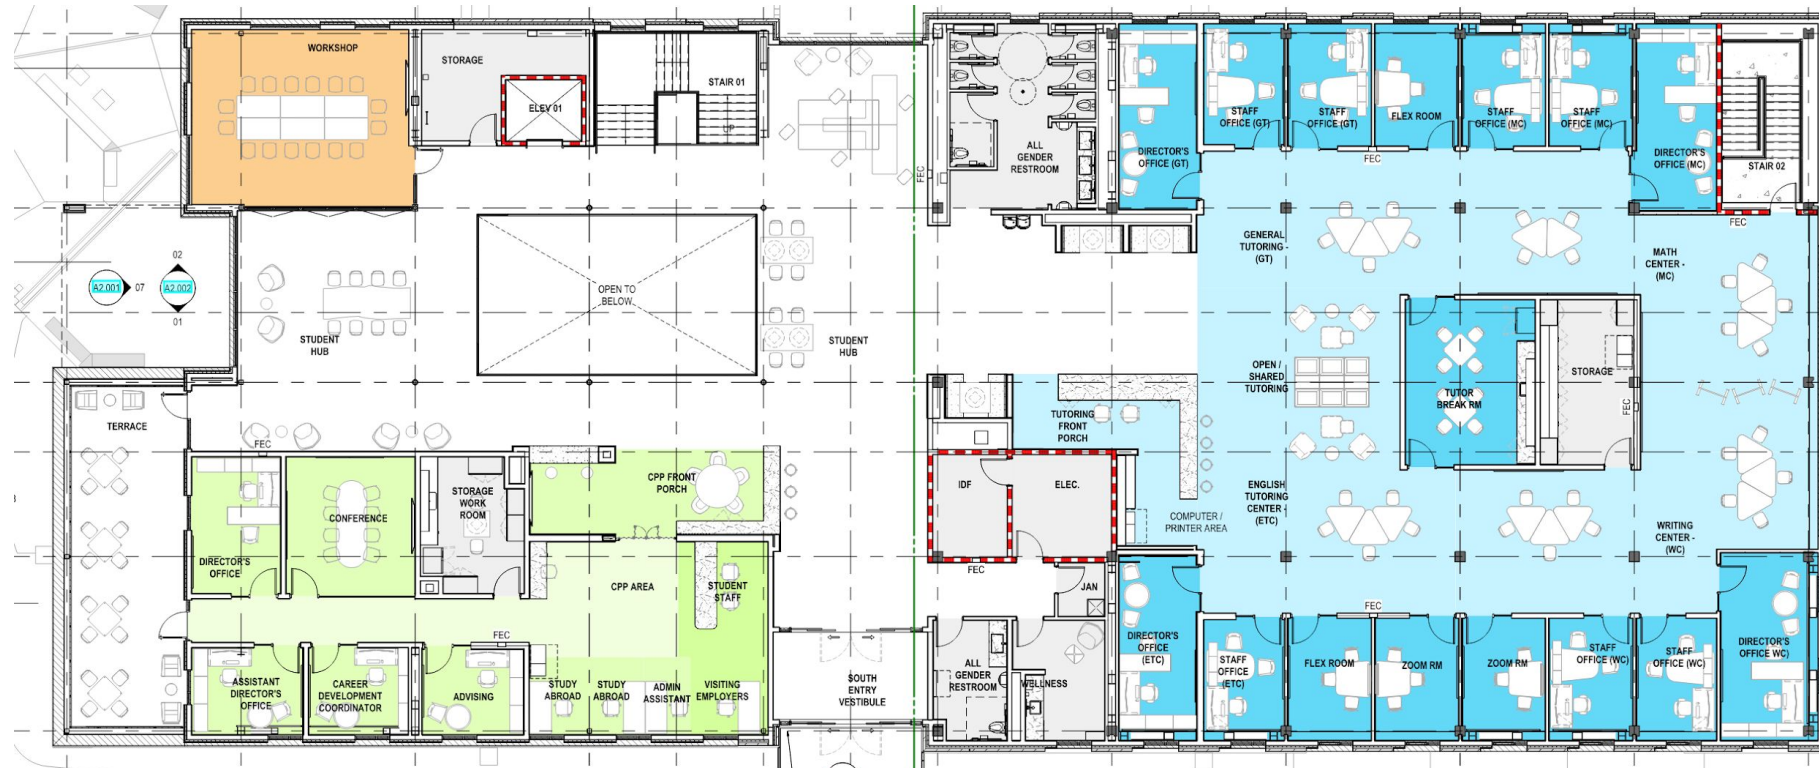 WORKSHOP
STORAGE
ELEV 01
STAIR 01
UP
FEC
ALL
GENDER
RESTROOM
DIRECTOR'S
OFFICE (GT)
STAFF
OFFICE (GT)
STAFF
OFFICE (GT)
FLEX ROOM
STAFF
OFFICE (MC)
STAFF
OFFICE (MC)
DIRECTOR'S
OFFICE (MC)
STAIR 02
FEC
FEC
02
A2.001
07
A2.002
01
OPEN TO
BELOW
STUDENT
HUB
STUDENT
HUB
GENERAL
TUTORING -
(GT)
MATH
CENTER -
(MC)
OPEN /
SHARED
TUTORING
TUTOR
BREAK RM
STORAGE
FEC
TERRACE
FEC
TUTORING
FRONT
PORCH
CPP FRONT
PORCH
STORAGE
WORK
ROOM
CONFERENCE
DIRECTOR'S
OFFICE
IDF
ELEC.
COMPUTER /
PRINTER AREA
ENGLISH
TUTORING
CENTER -
(ETC)
WRITING
CENTER -
(WC)
CPP AREA
STUDENT
STAFF
FEC
JAN
FEC
FEC
ASSISTANT
DIRECTOR'S
OFFICE
CAREER
DEVELOPMENT
COORDINATOR
ADVISING
STUDY
ABROAD
STUDY
ABROAD
ADMIN
ASSISTANT
VISITING
EMPLOYERS
SOUTH
ENTRY
VESTIBULE
ALL
GENDER
RESTROOM
WELLNESS
DIRECTOR'S
OFFICE
(ETC)
STAFF
OFFICE
(ETC)
FLEX ROOM
ZOOM RM
ZOOM RM
STAFF
OFFICE (WC)
STAFF
OFFICE (WC)
DIRECTOR'S
OFFICE WC)